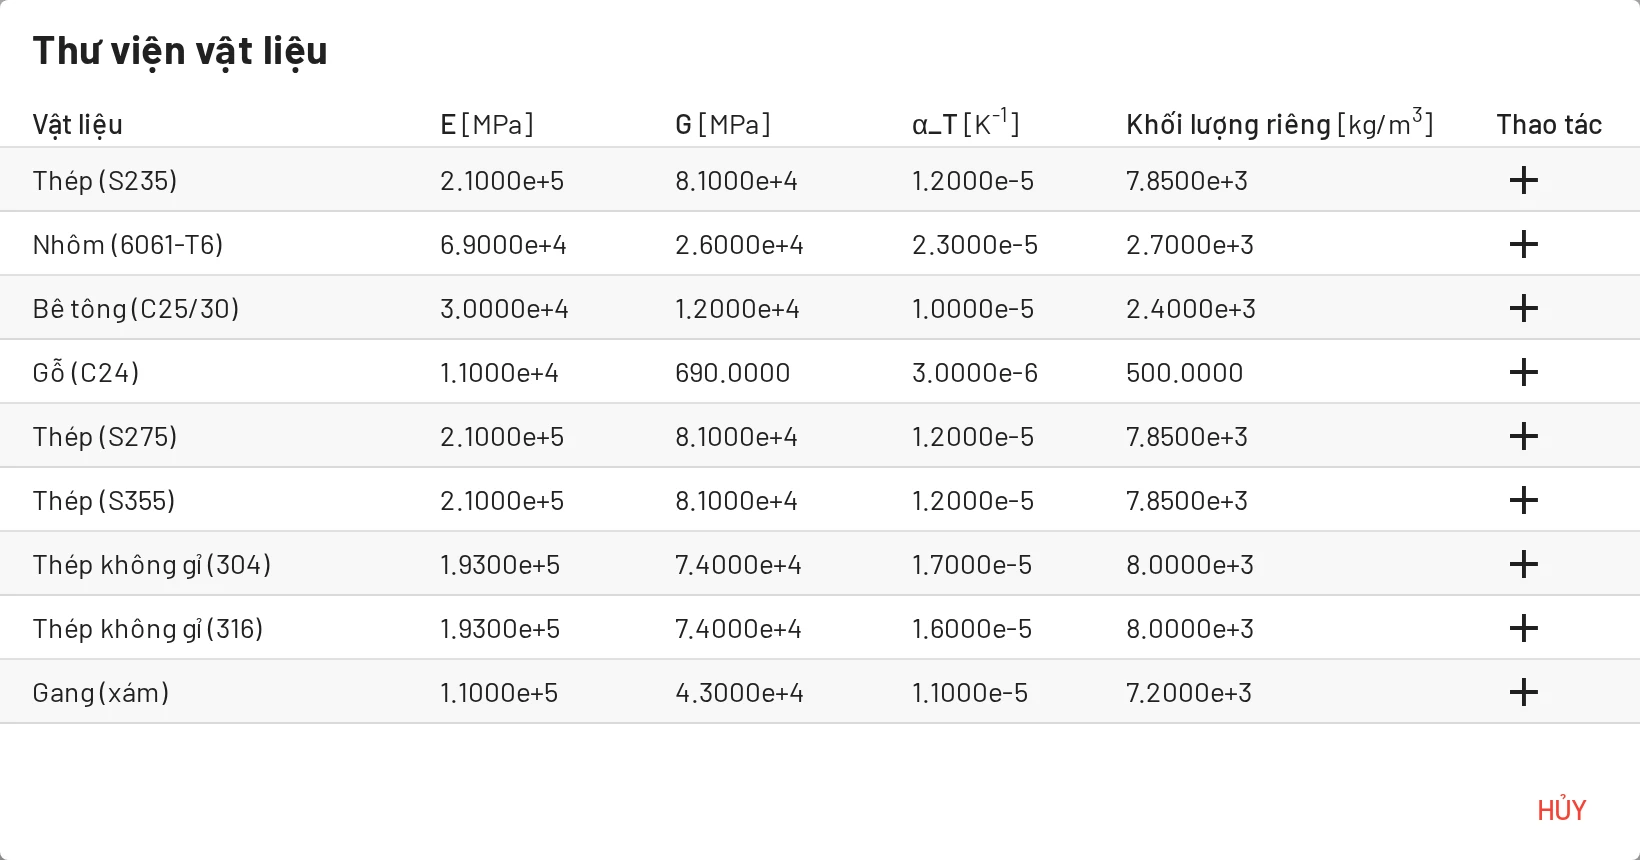 Thư viện vật liệu
Vật liệu E [MPa] G [MPa] α_T [K⁻¹] Khối lượng riêng [kg/m³] Thao tác
Thép (S235) 2.1000e+5 8.1000e+4 1.2000e-5 7.8500e+3
Nhôm (6061-T6) 6.9000e+4 2.6000e+4 2.3000e-5 2.7000e+3
Bê tông (C25/30) 3.0000e+4 1.2000e+4 1.0000e-5 2.4000e+3
Gỗ (C24) 1.1000e+4 690.0000 3.0000e-6 500.0000
Thép (S275) 2.1000e+5 8.1000e+4 1.2000e-5 7.8500e+3
Thép (S355) 2.1000e+5 8.1000e+4 1.2000e-5 7.8500e+3
Thép không gỉ (304) 1.9300e+5 7.4000e+4 1.7000e-5 8.0000e+3
Thép không gỉ (316) 1.9300e+5 7.4000e+4 1.6000e-5 8.0000e+3
Gang (xám) 1.1000e+5 4.3000e+4 1.1000e-5 7.2000e+3
HỦY